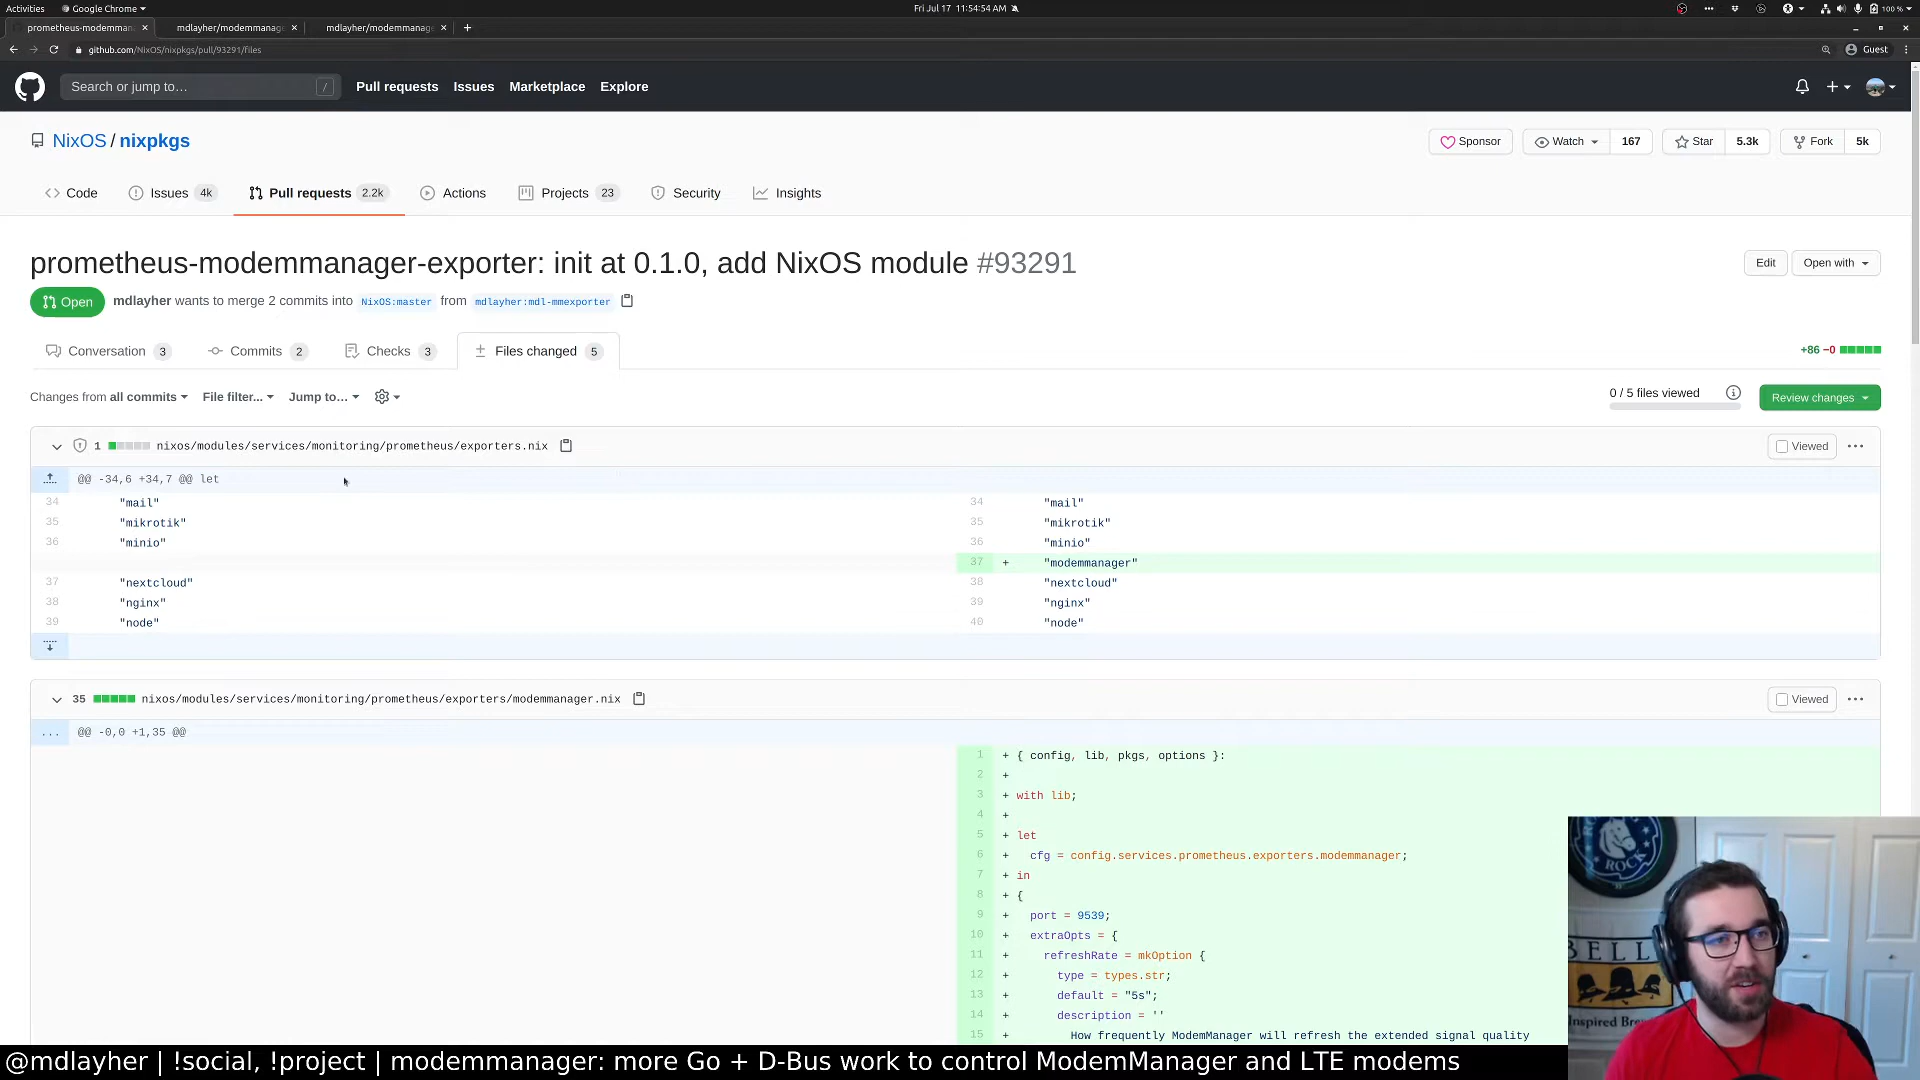 Activities
Google Chrome
Fri Jul 17 11:54:54 AM
100 %
prometheus-modemman
mdlayher/modemmanage
mdlayher/modemmanage
github.com/NixOS/nixpkgs/pull/93291/files
Guest
Search or jump to…
/
Pull requests
Issues
Marketplace
Explore
NixOS / nixpkgs
Sponsor
Watch 167
Star 5.3k
Fork 5k
Code
Issues 4k
Pull requests 2.2k
Actions
Projects 23
Security
Insights
prometheus-modemmanager-exporter: init at 0.1.0, add NixOS module #93291
Edit
Open with
Open
mdlayher wants to merge 2 commits into NixOS:master from mdlayher:mdl-mmexporter
Conversation 3
Commits 2
Checks 3
Files changed 5
+86 −0
Changes from all commits
File filter...
Jump to…
0 / 5 files viewed
Review changes
1 nixos/modules/services/monitoring/prometheus/exporters.nix
Viewed
@@ -34,6 +34,7 @@ let
34 "mail" 34 "mail"
35 "mikrotik" 35 "mikrotik"
36 "minio" 36 "minio"
37 + "modemmanager"
37 "nextcloud" 38 "nextcloud"
38 "nginx" 39 "nginx"
39 "node" 40 "node"
35 nixos/modules/services/monitoring/prometheus/exporters/modemmanager.nix
Viewed
... @@ -0,0 +1,35 @@
1 + { config, lib, pkgs, options }:
2 +
3 + with lib;
4 +
5 + let
6 + cfg = config.services.prometheus.exporters.modemmanager;
7 + in
8 + {
9 + port = 9539;
10 + extraOpts = {
11 + refreshRate = mkOption {
12 + type = types.str;
13 + default = "5s";
14 + description = ''
15 + How frequently ModemManager will refresh the extended signal quality
ROCK
BELL
Inspired Brew
@mdlayher | !social, !project | modemmanager: more Go + D-Bus work to control ModemManager and LTE modems